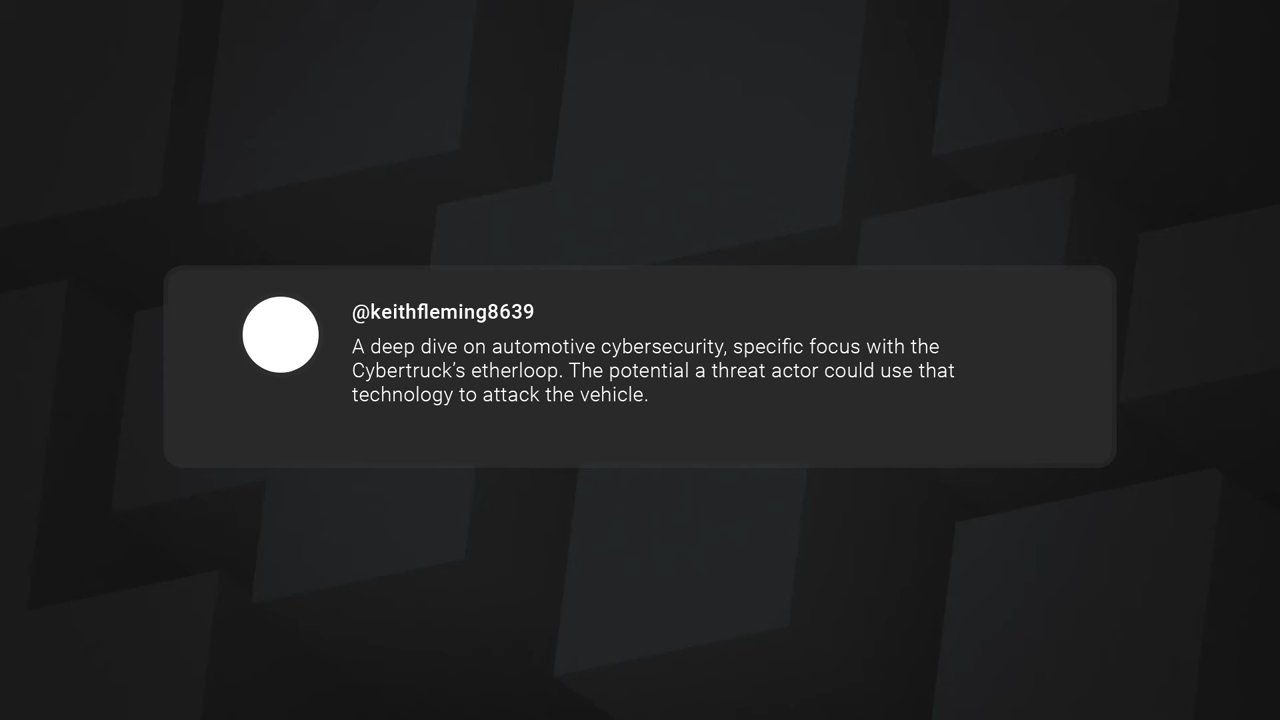 @keithfleming8639
A deep dive on automotive cybersecurity, specific focus with the
Cybertruck’s etherloop. The potential a threat actor could use that
technology to attack the vehicle.